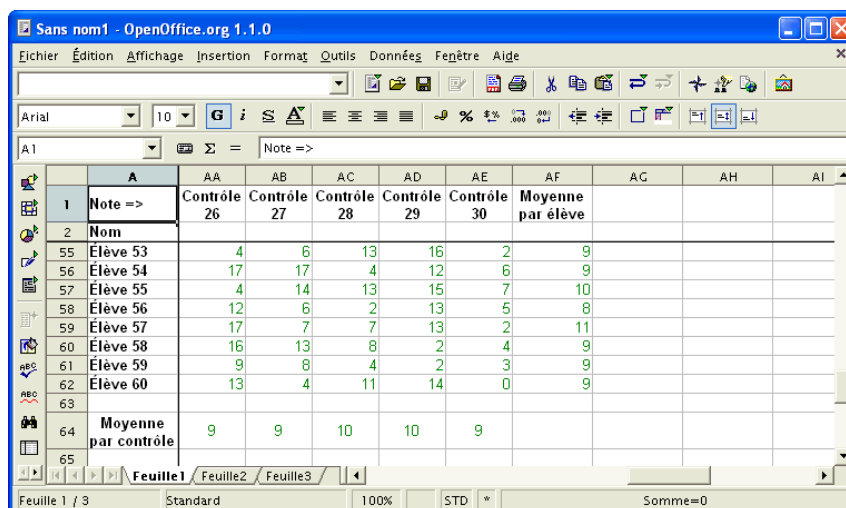 Sans nom1 - OpenOffice.org 1.1.0
Fichier Édition Affichage Insertion Format Outils Données Fenêtre Aide
Arial 10 G i S A
A1 Σ = Note =>
A AA AB AC AD AE AF AG AH AI
1 Note => Contrôle 26 Contrôle 27 Contrôle 28 Contrôle 29 Contrôle 30 Moyenne par élève
2 Nom
55 Élève 53 4 6 13 16 2 9
56 Élève 54 17 17 4 12 6 9
57 Élève 55 4 14 13 15 7 10
58 Élève 56 12 6 2 13 5 8
59 Élève 57 17 7 7 13 2 11
60 Élève 58 16 13 8 2 4 9
61 Élève 59 9 8 4 2 3 9
62 Élève 60 13 4 11 14 0 9
63
64 Moyenne par contrôle 9 9 10 10 9
65
Feuille1 Feuille2 Feuille3
Feuille 1 / 3 Standard 100% STD * Somme=0